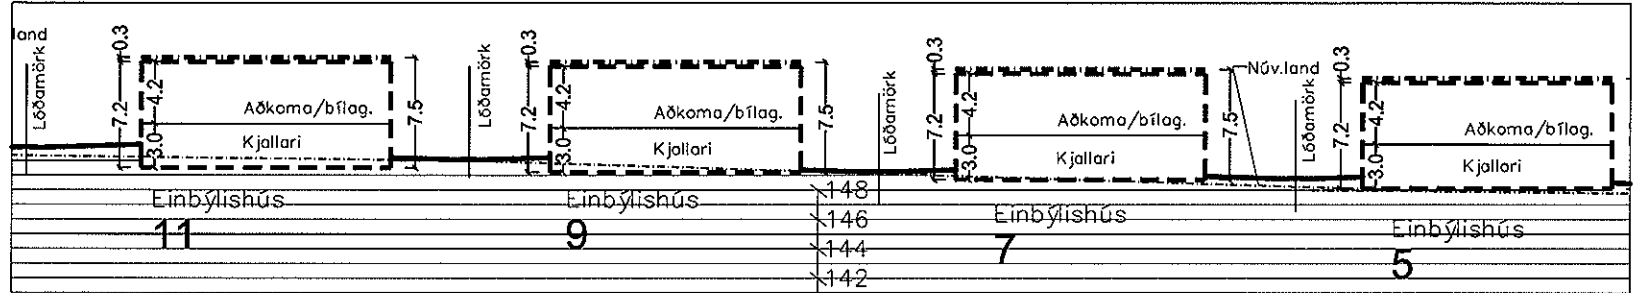 land
Lóðamörk
7.2
0.3
4.2
3.0
Aðkoma/bílag.
Kjallari
7.5
Einbýlishús
11
Lóðamörk
7.2
0.3
4.2
3.0
Aðkoma/bílag.
Kjallari
7.5
Einbýlishús
9
148
146
144
142
Lóðamörk
7.2
0.3
4.2
3.0
Aðkoma/bílag.
Kjallari
7.5
Núv.land
Einbýlishús
7
Lóðamörk
7.2
0.3
4.2
3.0
Aðkoma/bílag.
Kjallari
Einbýlishús
5